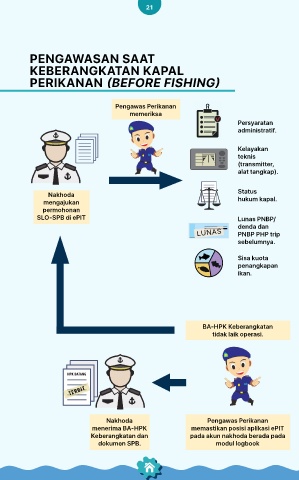 21
PENGAWASAN SAAT
KEBERANGKATAN KAPAL
PERIKANAN (BEFORE FISHING)
Pengawas Perikanan
memeriksa
Persyaratan
administratif.
Kelayakan
teknis
(transmitter,
alat tangkap).
Status
hukum kapal.
Lunas PNBP/
denda dan
PNBP PHP trip
sebelumnya.
LUNAS
Sisa kuota
penangkapan
ikan.
Nakhoda
mengajukan
permohonan
SLO-SPB di ePIT
BA-HPK Keberangkatan
tidak laik operasi.
HPK DATANG
TERBIT
Nakhoda
menerima BA-HPK
Keberangkatan dan
dokumen SPB.
Pengawas Perikanan
memastikan posisi aplikasi ePIT
pada akun nakhoda berada pada
modul logbook